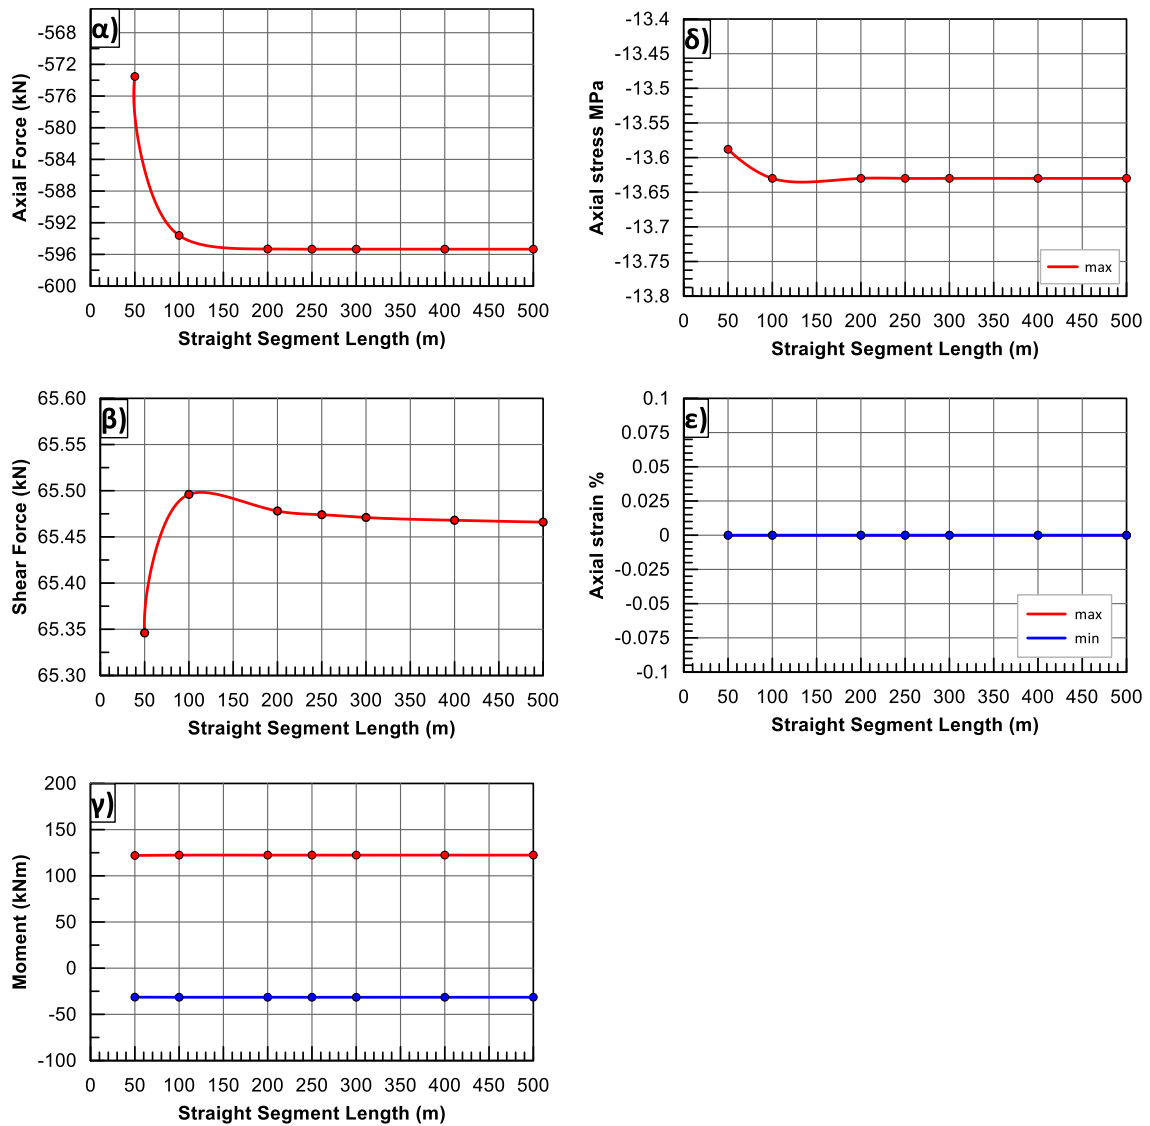 α)
Axial Force (kN)
-568
-572
-576
-580
-584
-588
-592
-596
-600
0 50 100 150 200 250 300 350 400 450 500
Straight Segment Length (m)
δ)
Axial stress MPa
-13.4
-13.45
-13.5
-13.55
-13.6
-13.65
-13.7
-13.75
-13.8
max
0 50 100 150 200 250 300 350 400 450 500
Straight Segment Length (m)
β)
Shear Force (kN)
65.60
65.55
65.50
65.45
65.40
65.35
65.30
0 50 100 150 200 250 300 350 400 450 500
Straight Segment Length (m)
ε)
Axial strain %
0.1
0.075
0.05
0.025
0
-0.025
-0.05
-0.075
-0.1
max
min
0 50 100 150 200 250 300 350 400 450 500
Straight Segment Length (m)
γ)
Moment (kNm)
200
150
100
50
0
-50
-100
0 50 100 150 200 250 300 350 400 450 500
Straight Segment Length (m)